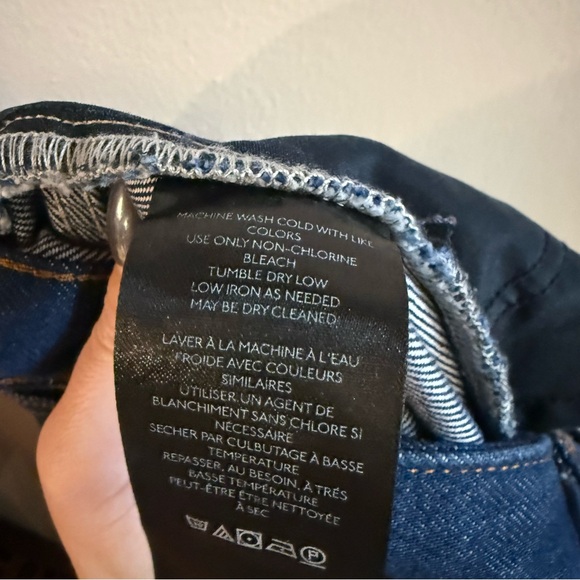 MACHINE WASH COLD WITH LIKE
COLORS
USE ONLY NON-CHLORINE
BLEACH
TUMBLE DRY LOW
LOW IRON AS NEEDED
MAY BE DRY CLEANED
LAVER À LA MACHINE À L'EAU
FROIDE AVEC COULEURS
SIMILAIRES
UTILISER UN AGENT DE
BLANCHIMENT SANS CHLORE SI
NÉCESSAIRE
SECHER PAR CULBUTAGE À BASSE
TEMPERATURE
REPASSER, AU BESOIN, À TRÉS
BASSE TEMPÉRATURE
PEUT-ÊTRE ÊTRE NETTOYÉE
À SEC
P